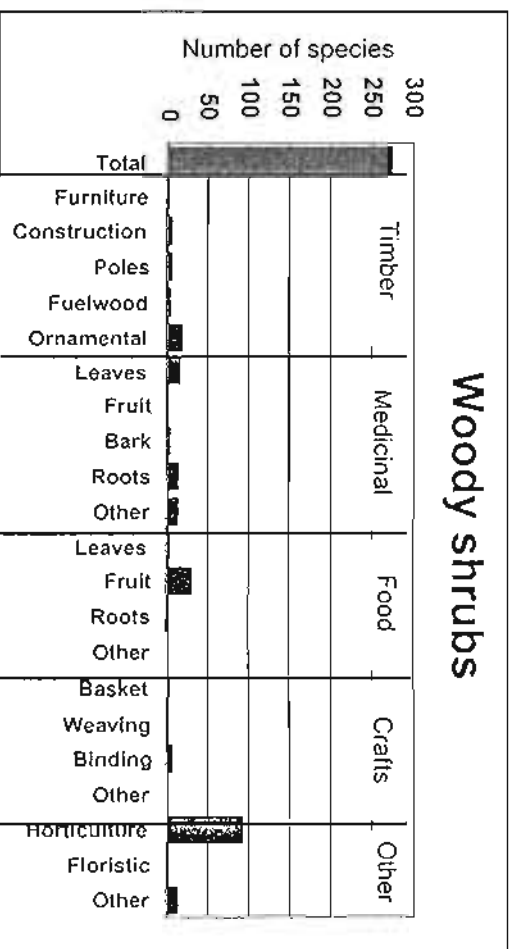 Woody shrubs
Number of species
300
250
200
150
100
50
0
Timber
Medicinal
Food
Crafts
Other
Total
Furniture
Construction
Poles
Fuelwood
Ornamental
Leaves
Fruit
Bark
Roots
Other
Leaves
Fruit
Roots
Other
Basket
Weaving
Binding
Other
Horticulture
Floristic
Other